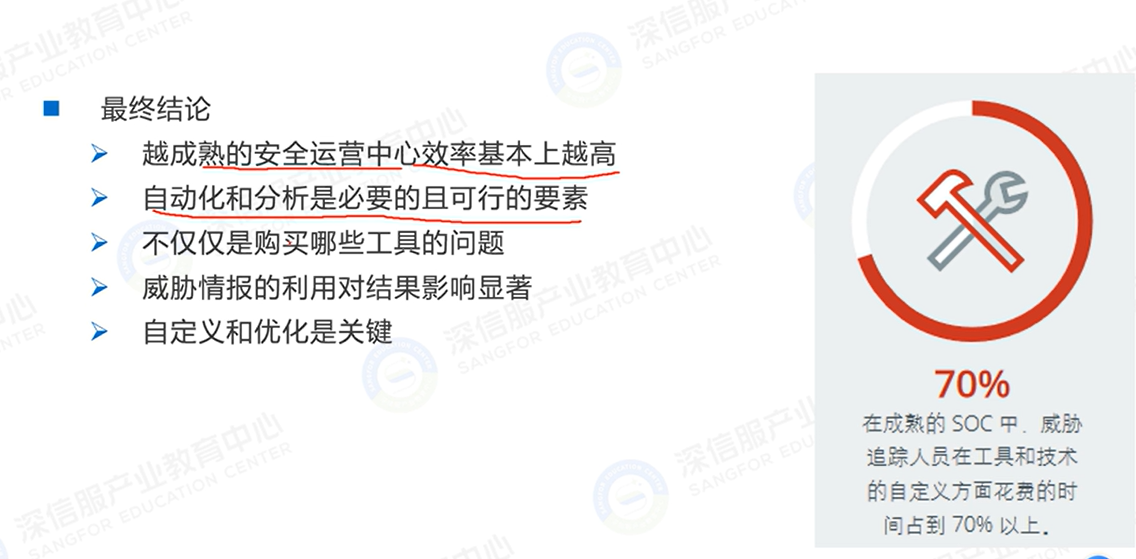 最终结论
越成熟的安全运营中心效率基本上越高
自动化和分析是必要的且可行的要素
不仅仅是购买哪些工具的问题
威胁情报的利用对结果影响显著
自定义和优化是关键
70%
在成熟的 SOC 中，威胁
追踪人员在工具和技术
的自定义方面花费的时
间占到 70% 以上。
深信服产业教育中心
SANGFOR EDUCATION CENTER